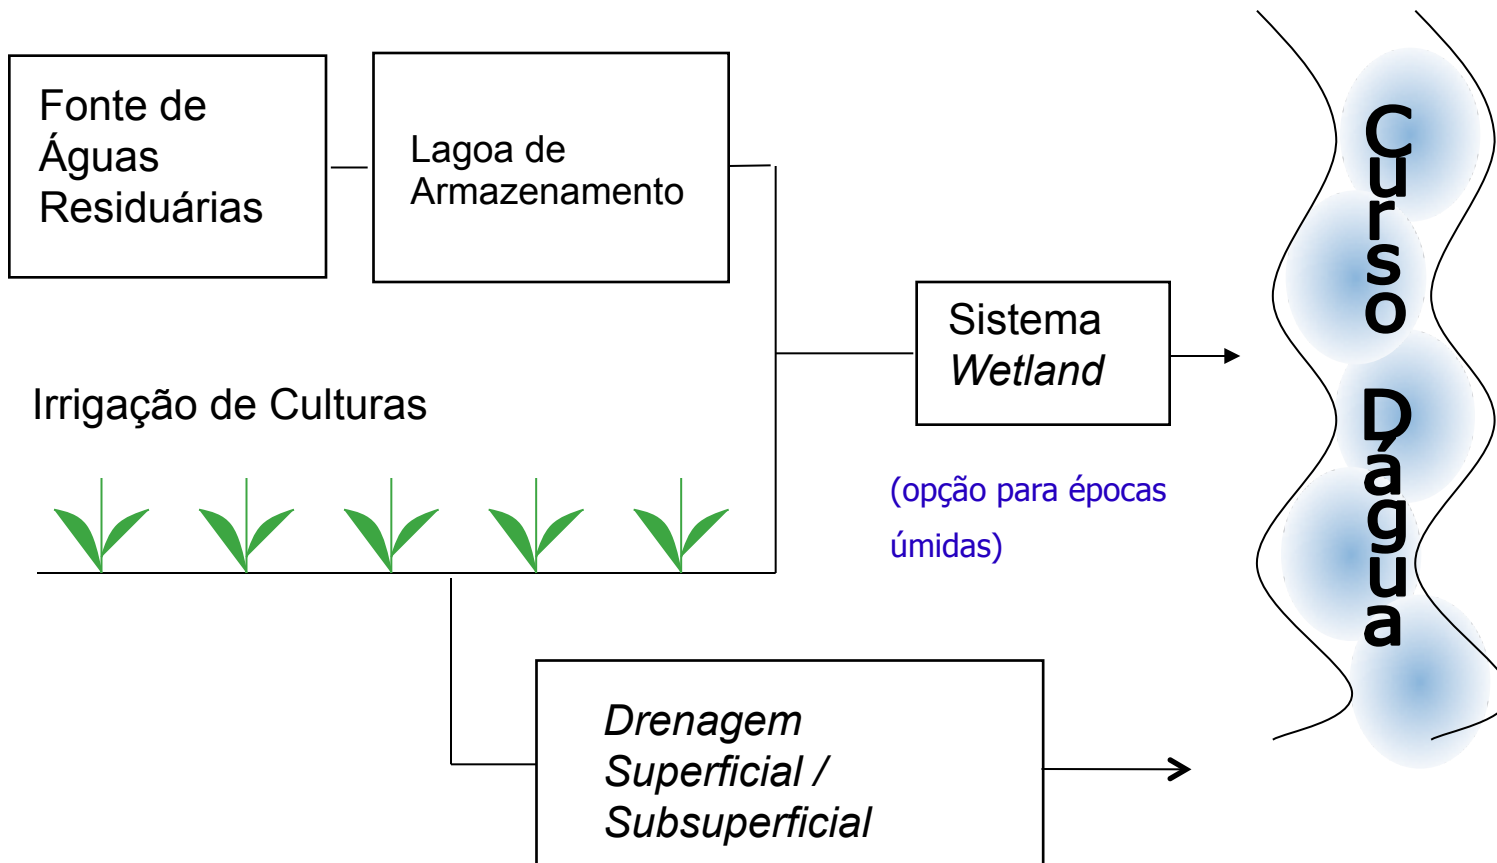 Fonte de
Águas
Residuárias
Lagoa de
Armazenamento
Sistema
Wetland
(opção para épocas
úmidas)
Irrigação de Culturas
Drenagem
Superficial /
Subsuperficial
Curso Dágua